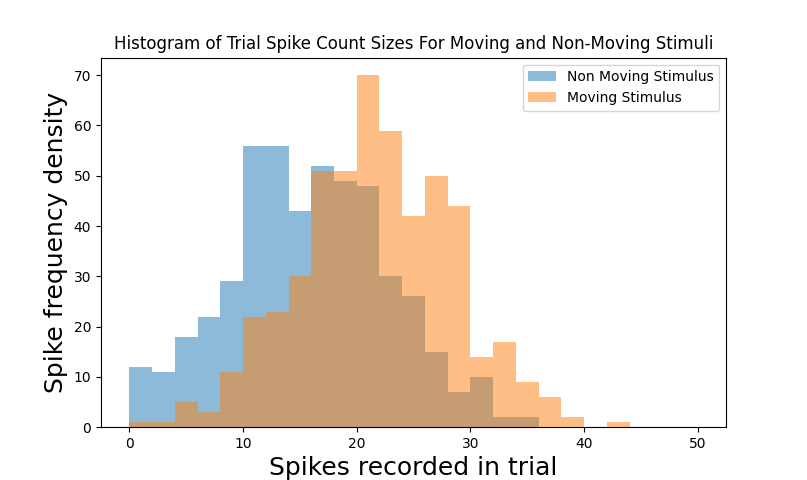 Histogram of Trial Spike Count Sizes For Moving and Non-Moving Stimuli
Non Moving Stimulus
Moving Stimulus
Spike frequency density
70
60
50
40
30
20
10
0
0 10 20 30 40 50
Spikes recorded in trial